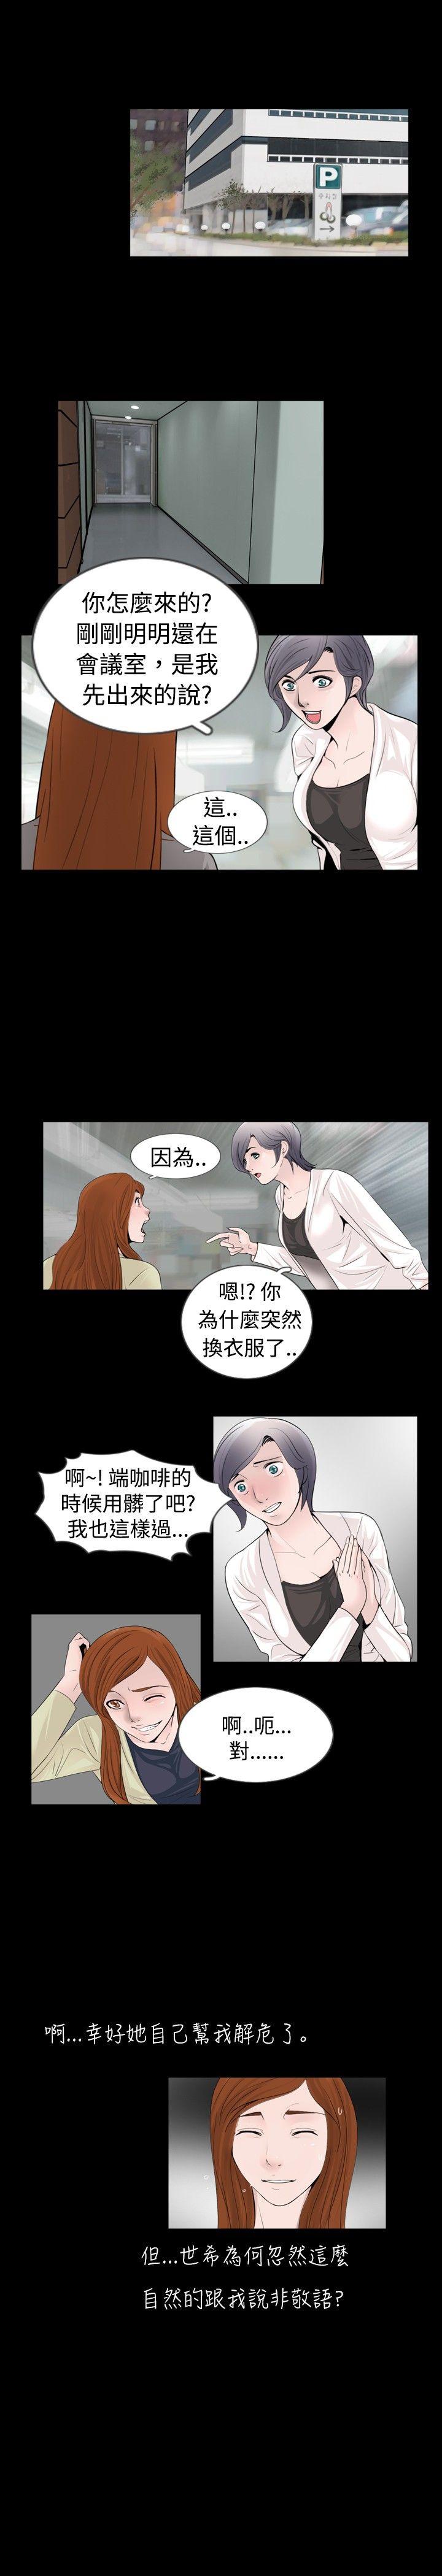 P
你怎麼來的?
剛剛明明還在
會議室，是我
先出來的說?
這..
這個..
因為..
嗯!? 你
為什麼突然
換衣服了..
啊~! 端咖啡的
時候用髒了吧?
我也這樣過...
啊..呃...
對......
啊...幸好她自己幫我解危了。
但...世希為何忽然這麼
自然的跟我說非敬語?